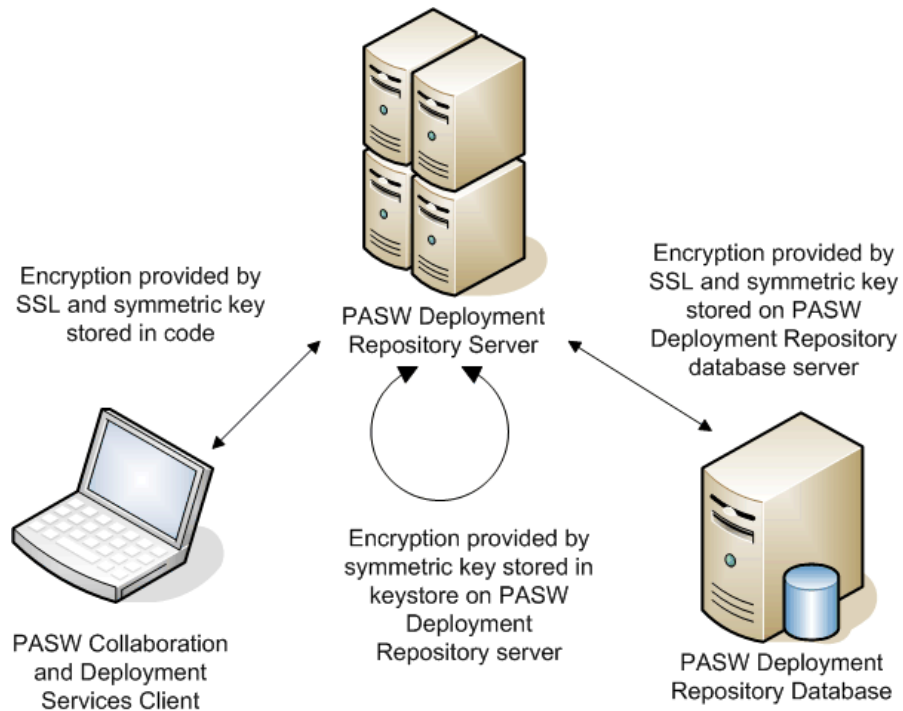 Encryption provided by
SSL and symmetric key
stored in code
PASW Deployment
Repository Server
Encryption provided by
SSL and symmetric key
stored on PASW
Deployment Repository
database server
Encryption provided by
symmetric key stored in
keystore on PASW
Deployment
Repository server
PASW Collaboration
and Deployment
Services Client
PASW Deployment
Repository Database